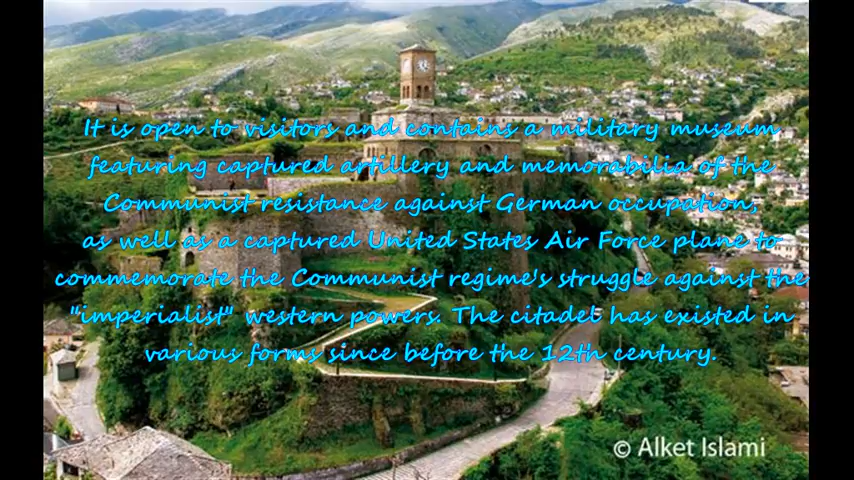 It is open to visitors and contains a military museum
featuring captured artillery and memorabilia of the
Communist resistance against German occupation,
as well as a captured United States Air Force plane to
commemorate the Communist regime's struggle against the
"imperialist" western powers. The citadel has existed in
various forms since before the 12th century.
© Alket Islami